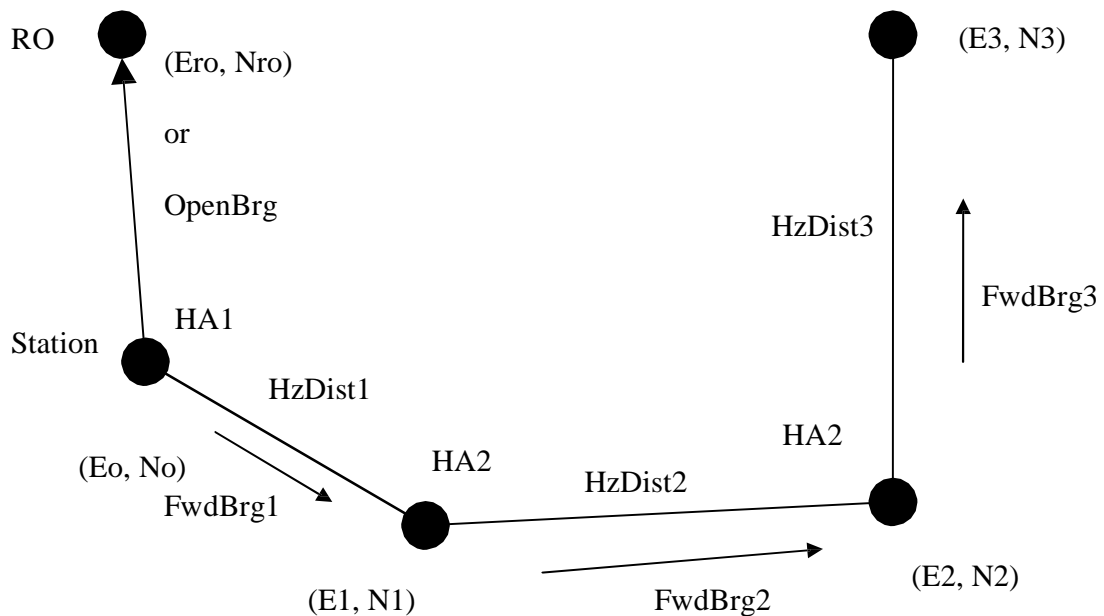 RO
(Ero, Nro)
or
OpenBrg
(E3, N3)
HzDist3
FwdBrg3
HA1
Station
HzDist1
(Eo, No)
FwdBrg1
HA2
HzDist2
HA2
(E1, N1)
FwdBrg2
(E2, N2)